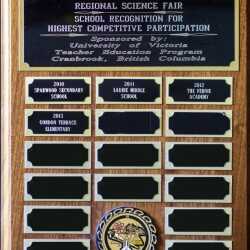 REGIONAL SCIENCE FAIR
SCHOOL RECOGNITION FOR
HIGHEST COMPETITIVE PARTICIPATION
Sponsored by:
University of Victoria
Teacher Education Program
Cranbrook, British Columbia
2010
SPARWOOD SECONDARY
SCHOOL
2011
LAURIE MIDDLE
SCHOOL
2012
THE FERNIE
ACADEMY
2013
GORDON TERRACE
ELEMENTARY